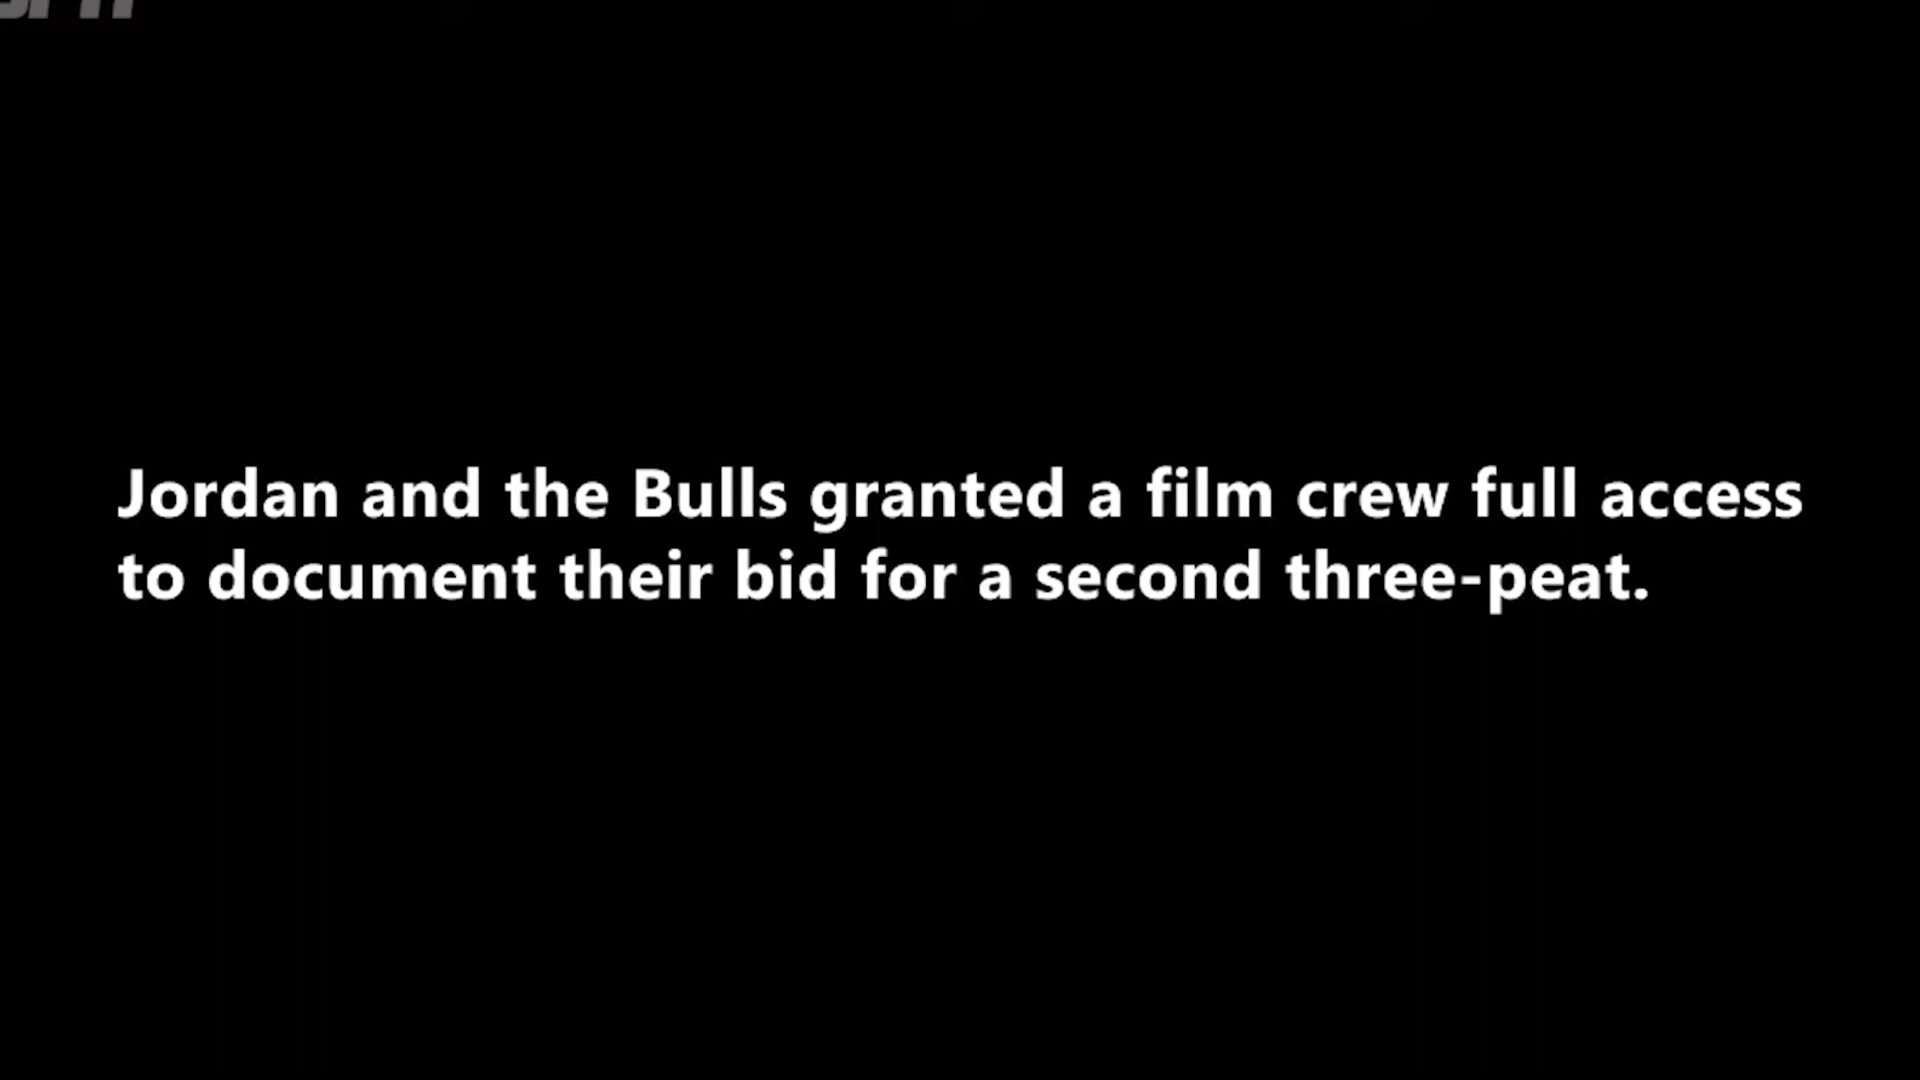 Jordan and the Bulls granted a film crew full access
to document their bid for a second three-peat.